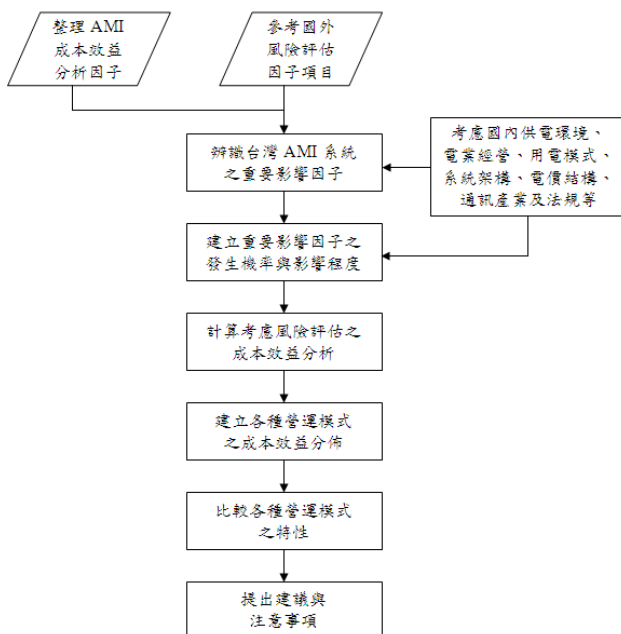 整理 AMI
成本效益
分析因子
參考國外
風險評估
因子項目
辨識台灣 AMI 系統
之重要影響因子
考慮國內供電環境、
電業經營、用電模式、
系統架構、電價結構、
通訊產業及法規等
建立重要影響因子之
發生機率與影響程度
計算考慮風險評估之
成本效益分析
建立各種營運模式
之成本效益分佈
比較各種營運模式
之特性
提出建議與
注意事項